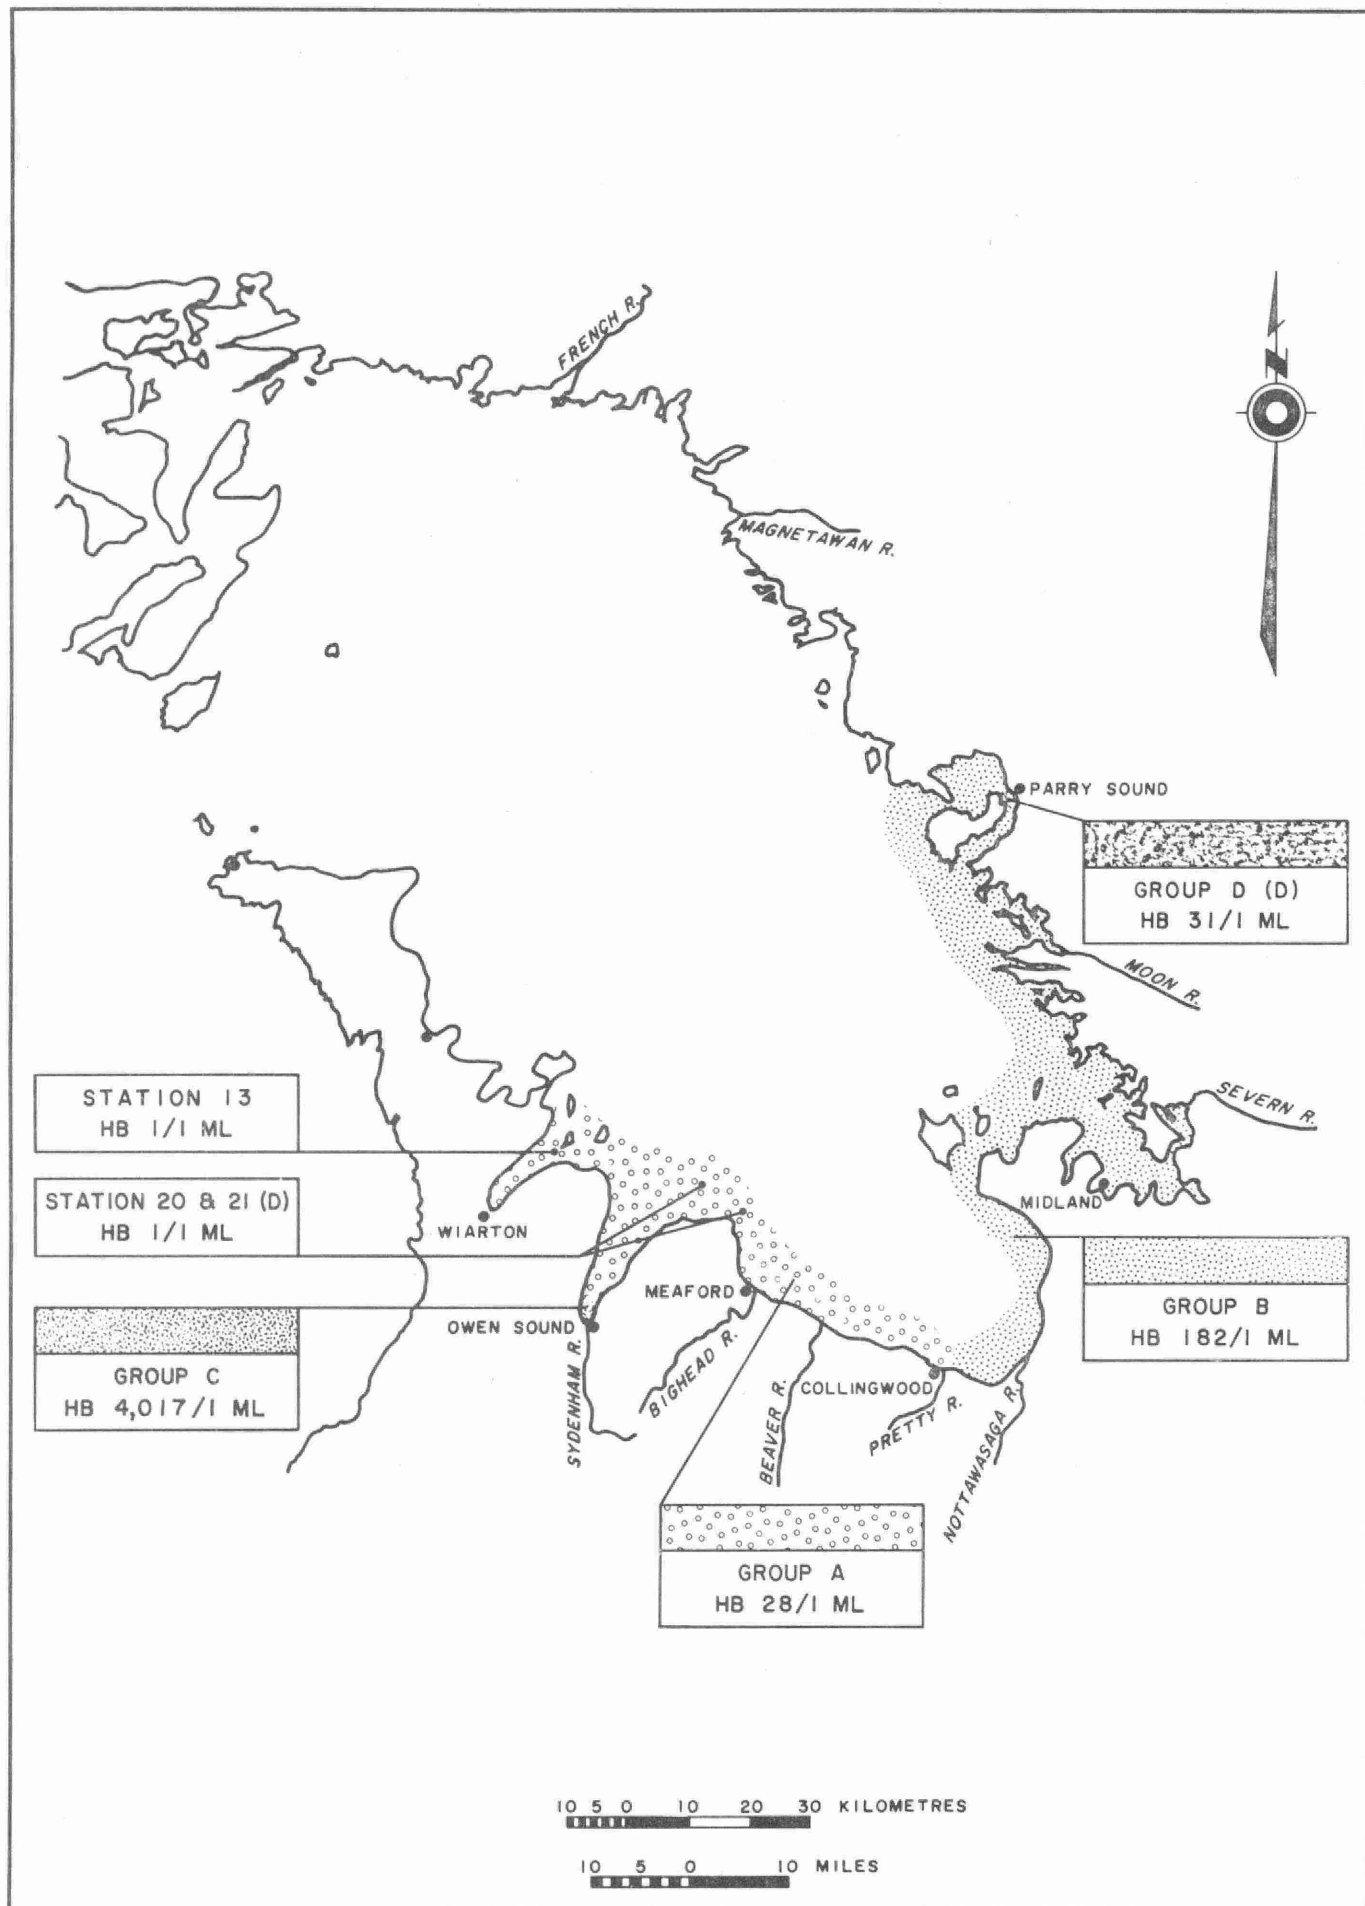 FRENCH R.
N
MAGNETAWAN R.
PARRY SOUND
GROUP D (D)
HB 31/1 ML
MOON R.
STATION 13
HB 1/1 ML
SEVERN R.
STATION 20 & 21 (D)
HB 1/1 ML
WIARTON
MIDLAND
MEAFORD
GROUP B
HB 182/1 ML
OWEN SOUND
GROUP C
HB 4,017/1 ML
SYDENHAM R.
BIGHEAD R.
BEAVER R.
COLLINGWOOD
PRETTY R.
NOTTAWASAGA R.
GROUP A
HB 28/1 ML
10 5 0 10 20 30 KILOMETRES
10 5 0 10 MILES